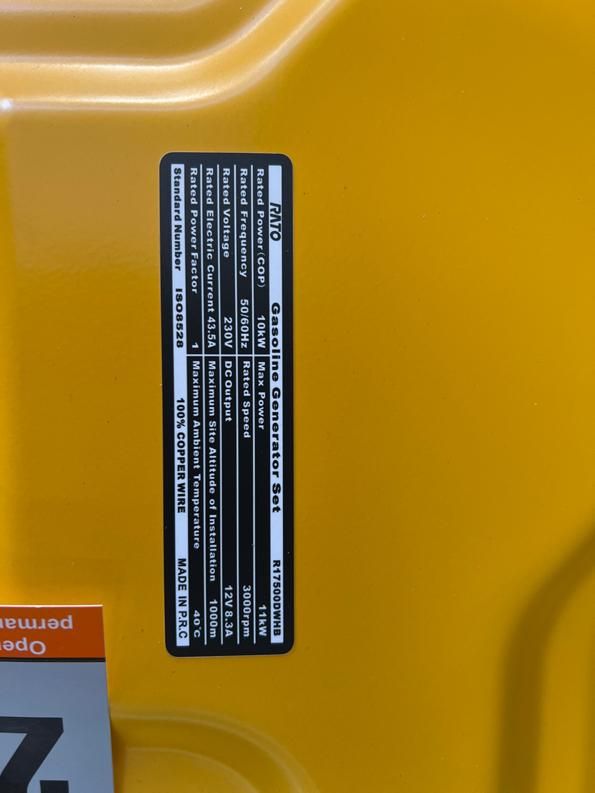 RATO Gasoline Generator Set R17500DWHB
Rated Power(COP) 10kW Max Power 11kW
Rated Frequency 50/60Hz Rated Speed 3000rpm
Rated Voltage 230V DC Output 12V 8.3A
Rated Electric Current 43.5A Maximum Site Altitude of Installation 1000m
Rated Power Factor 1 Maximum Ambient Temperature 40°C
Standard Number ISO8528 100% COPPER WIRE MADE IN P.R.C